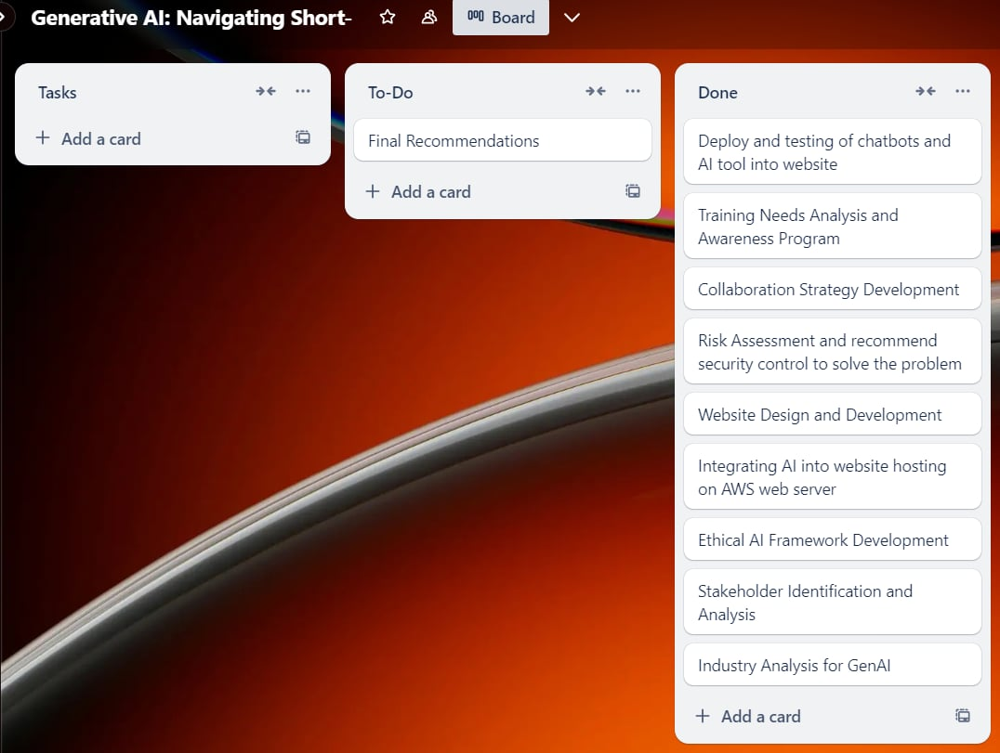 Generative AI: Navigating Short-
Board
Tasks
Add a card
To-Do
Final Recommendations
Add a card
Done
Deploy and testing of chatbots and
AI tool into website
Training Needs Analysis and
Awareness Program
Collaboration Strategy Development
Risk Assessment and recommend
security control to solve the problem
Website Design and Development
Integrating AI into website hosting
on AWS web server
Ethical AI Framework Development
Stakeholder Identification and
Analysis
Industry Analysis for GenAI
Add a card